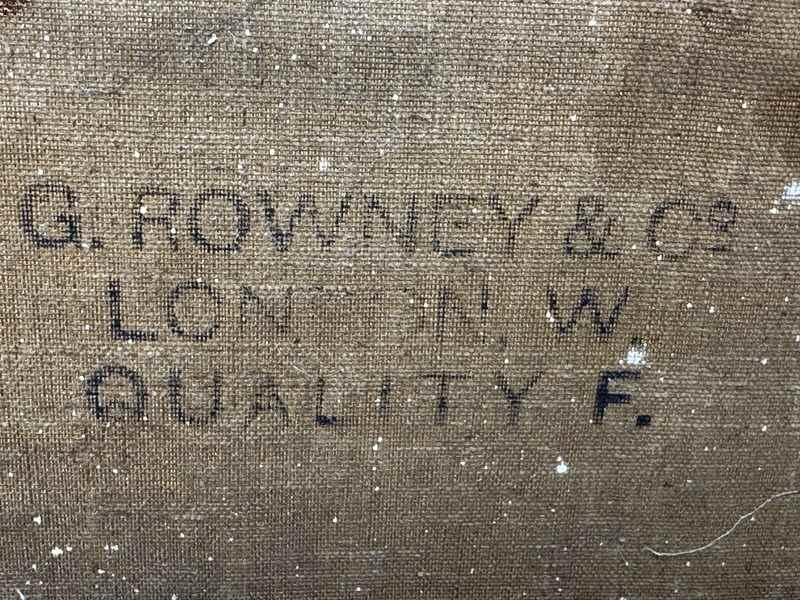 G. ROWNEY & Cº
LONDON. W.
QUALITY F.